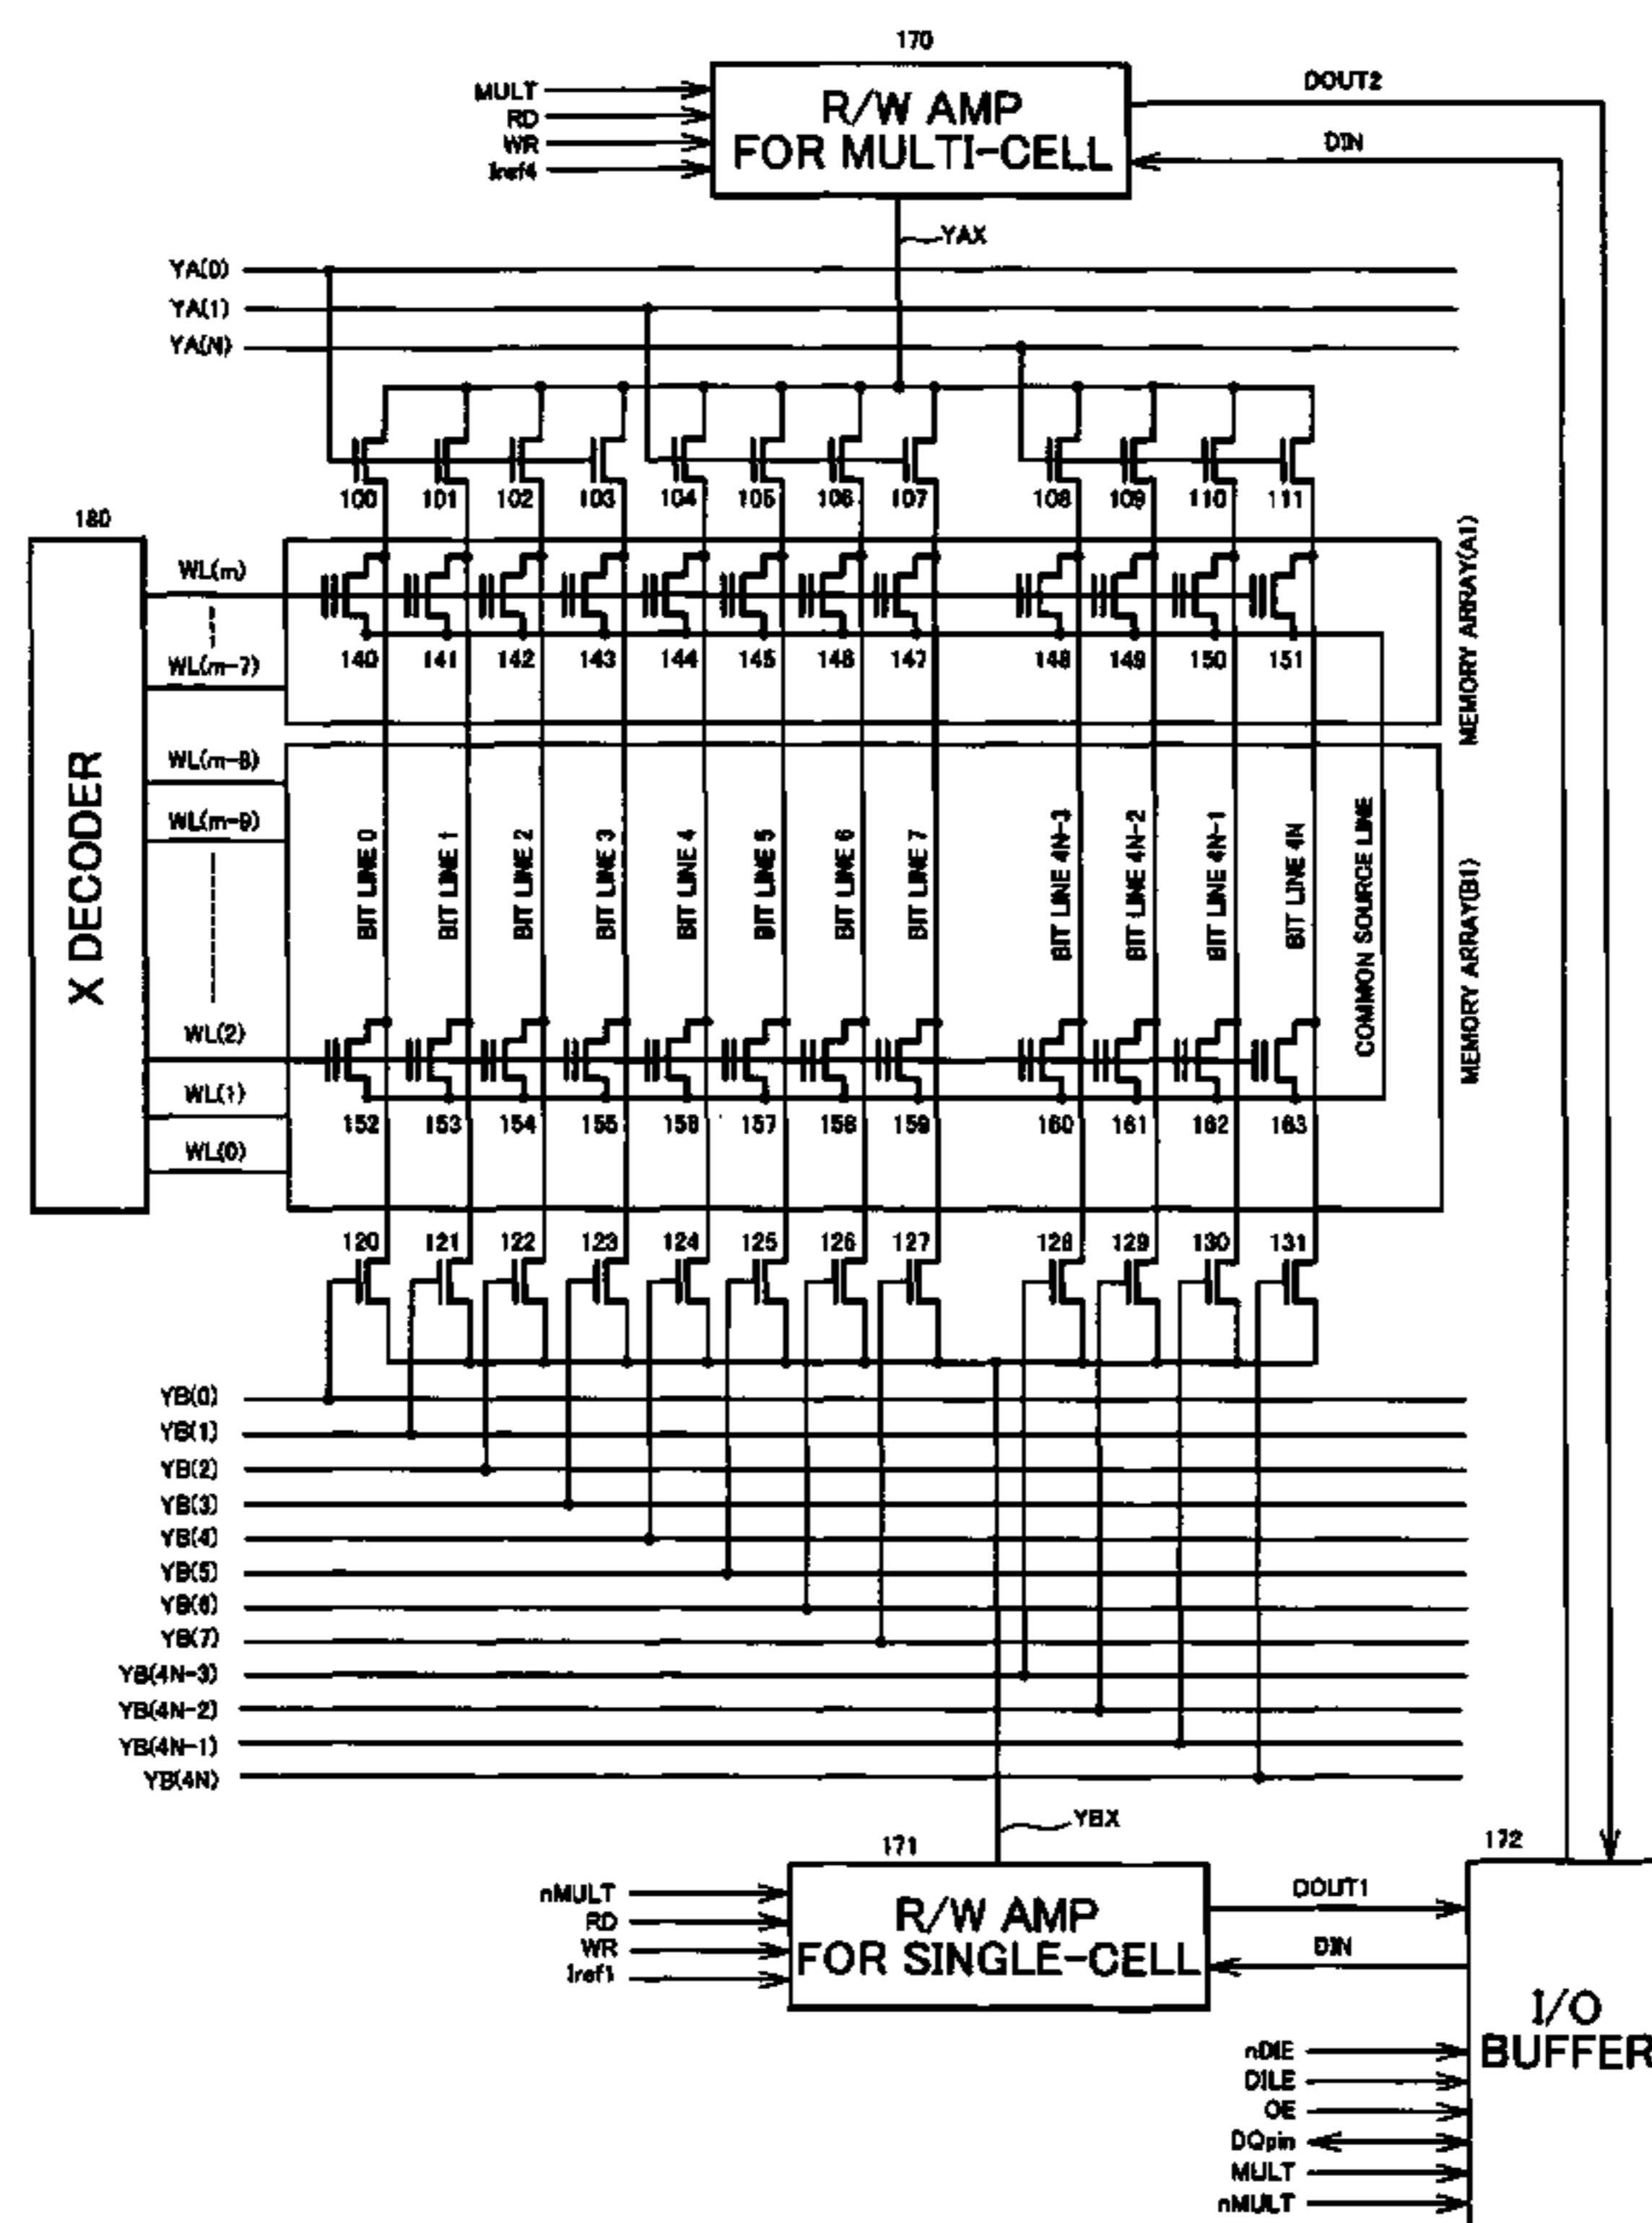 170
MULT
RD
WR
Iref4
R/W AMP
FOR MULTI-CELL
DOUT2
DIN
YAX
YA(0)
YA(1)
YA(N)
100 101 102 103 104 105 106 107 108 109 110 111
180
X DECODER
WL(m)
WL(m-7)
WL(m-8)
WL(m-9)
WL(2)
WL(1)
WL(0)
140 141 142 143 144 145 146 147 148 149 150 151
MEMORY ARRAY(A1)
BIT LINE 0
BIT LINE 1
BIT LINE 2
BIT LINE 3
BIT LINE 4
BIT LINE 5
BIT LINE 6
BIT LINE 7
BIT LINE 4N-3
BIT LINE 4N-2
BIT LINE 4N-1
BIT LINE 4N
COMMON SOURCE LINE
MEMORY ARRAY(B1)
152 153 154 155 156 157 158 159 160 161 162 163
120 121 122 123 124 125 126 127 128 129 130 131
YB(0)
YB(1)
YB(2)
YB(3)
YB(4)
YB(5)
YB(6)
YB(7)
YB(4N-3)
YB(4N-2)
YB(4N-1)
YB(4N)
YBX
171
nMULT
RD
WR
Iref1
R/W AMP
FOR SINGLE-CELL
DOUT1
DIN
172
I/O
BUFFER
nDIE
DILE
OE
DQpin
MULT
nMULT